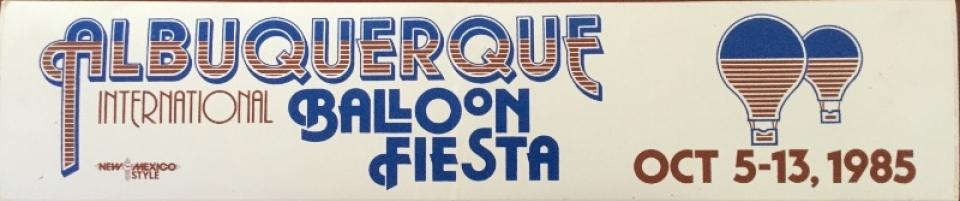 ALBUQUERQUE
INTERNATIONAL BALLOON
FIESTA
NEW MEXICO
STYLE
OCT 5-13, 1985